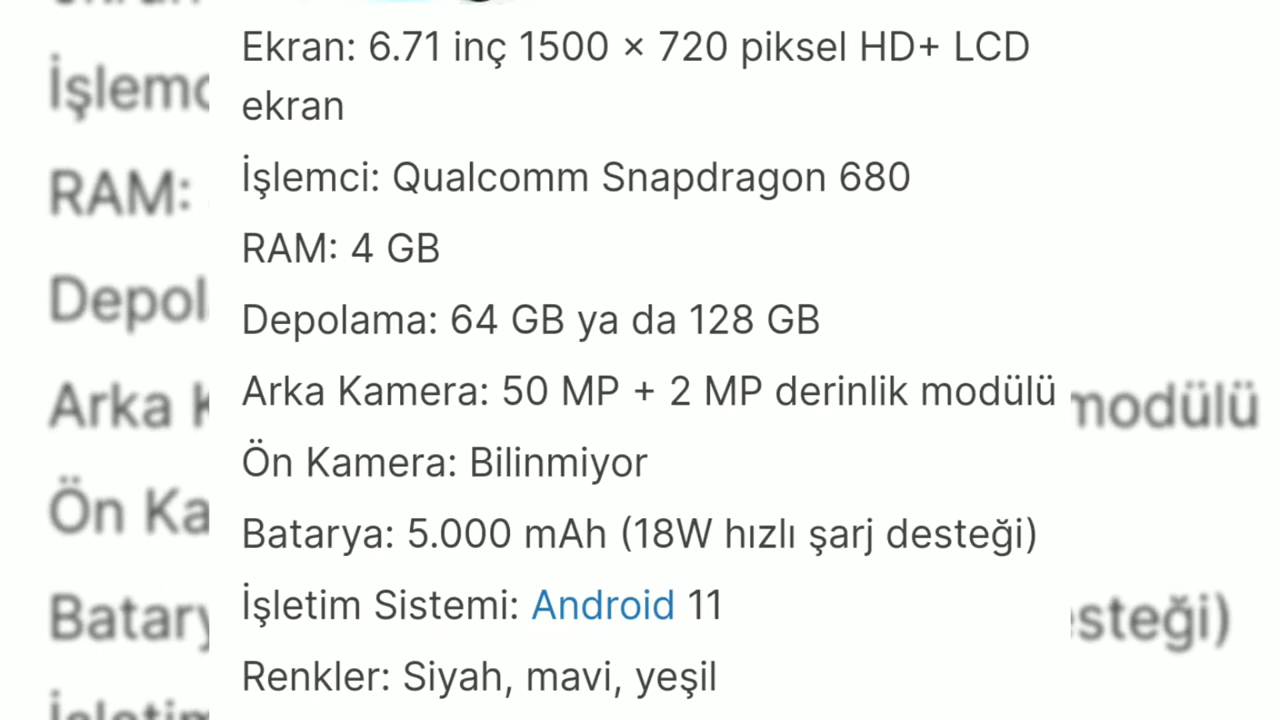 Ekran: 6.71 inç 1500 × 720 piksel HD+ LCD
ekran
İşlemci: Qualcomm Snapdragon 680
RAM: 4 GB
Depolama: 64 GB ya da 128 GB
Arka Kamera: 50 MP + 2 MP derinlik modülü
Ön Kamera: Bilinmiyor
Batarya: 5.000 mAh (18W hızlı şarj desteği)
İşletim Sistemi: Android 11
Renkler: Siyah, mavi, yeşil